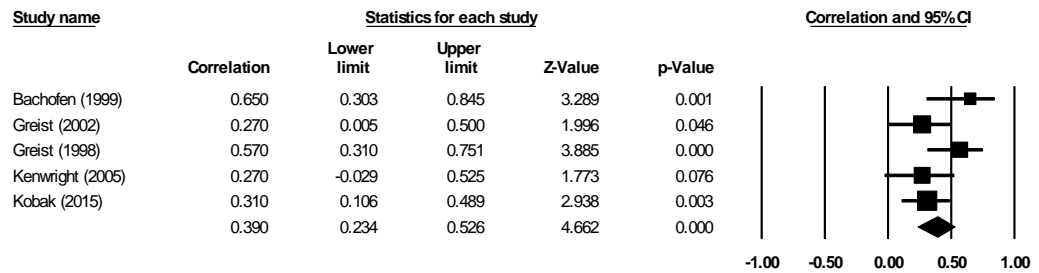 Study name Statistics for each study Correlation and 95% CI
Lower Upper
Correlation limit limit Z-Value p-Value
Bachofen (1999) 0.650 0.303 0.845 3.289 0.001
Greist (2002) 0.270 0.005 0.500 1.996 0.046
Greist (1998) 0.570 0.310 0.751 3.885 0.000
Kenwright (2005) 0.270 -0.029 0.525 1.773 0.076
Kobak (2015) 0.310 0.106 0.489 2.938 0.003
0.390 0.234 0.526 4.662 0.000
-1.00 -0.50 0.00 0.50 1.00